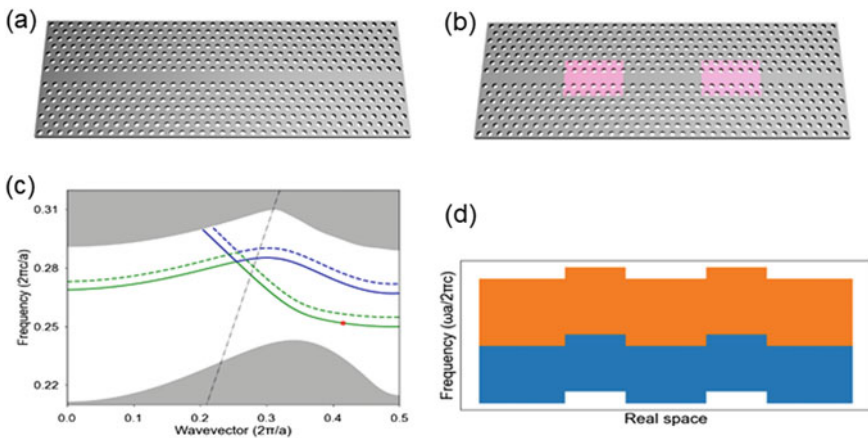 (a)
(b)
(c)
0.31
0.28
0.25
0.22
Frequency (2πc/a)
0.0
0.1
0.2
0.3
0.4
0.5
Wavevector (2π/a)
(d)
Frequency (ωa/2πc)
Real space